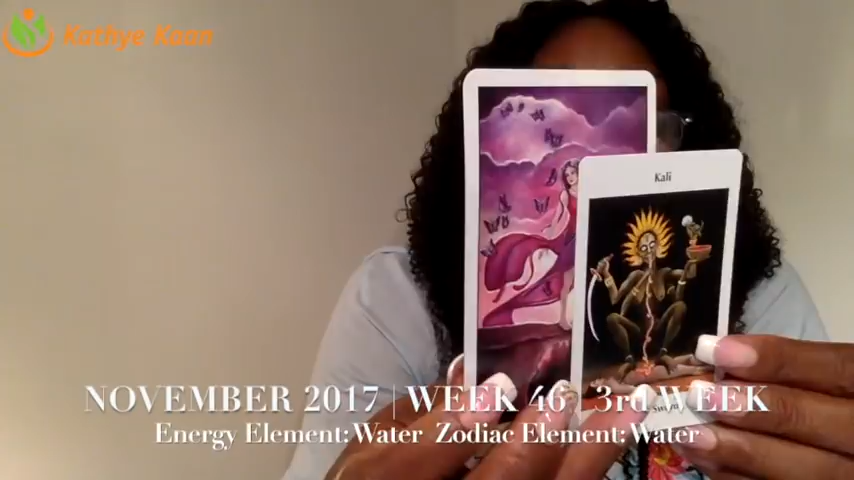 Kathye Kaan
Kali
NOVEMBER 2017 | WEEK 46 - 3rd WEEK
Energy Element: Water Zodiac Element: Water